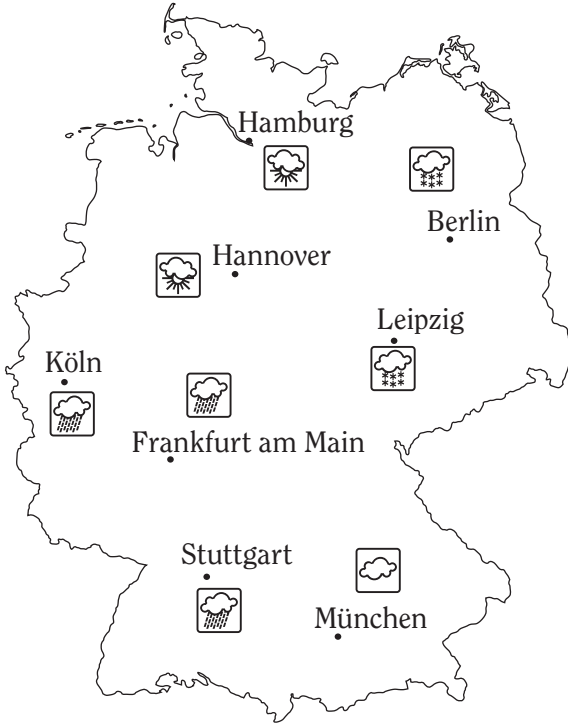 Hamburg
Berlin
Hannover
Leipzig
Köln
Frankfurt am Main
Stuttgart
München